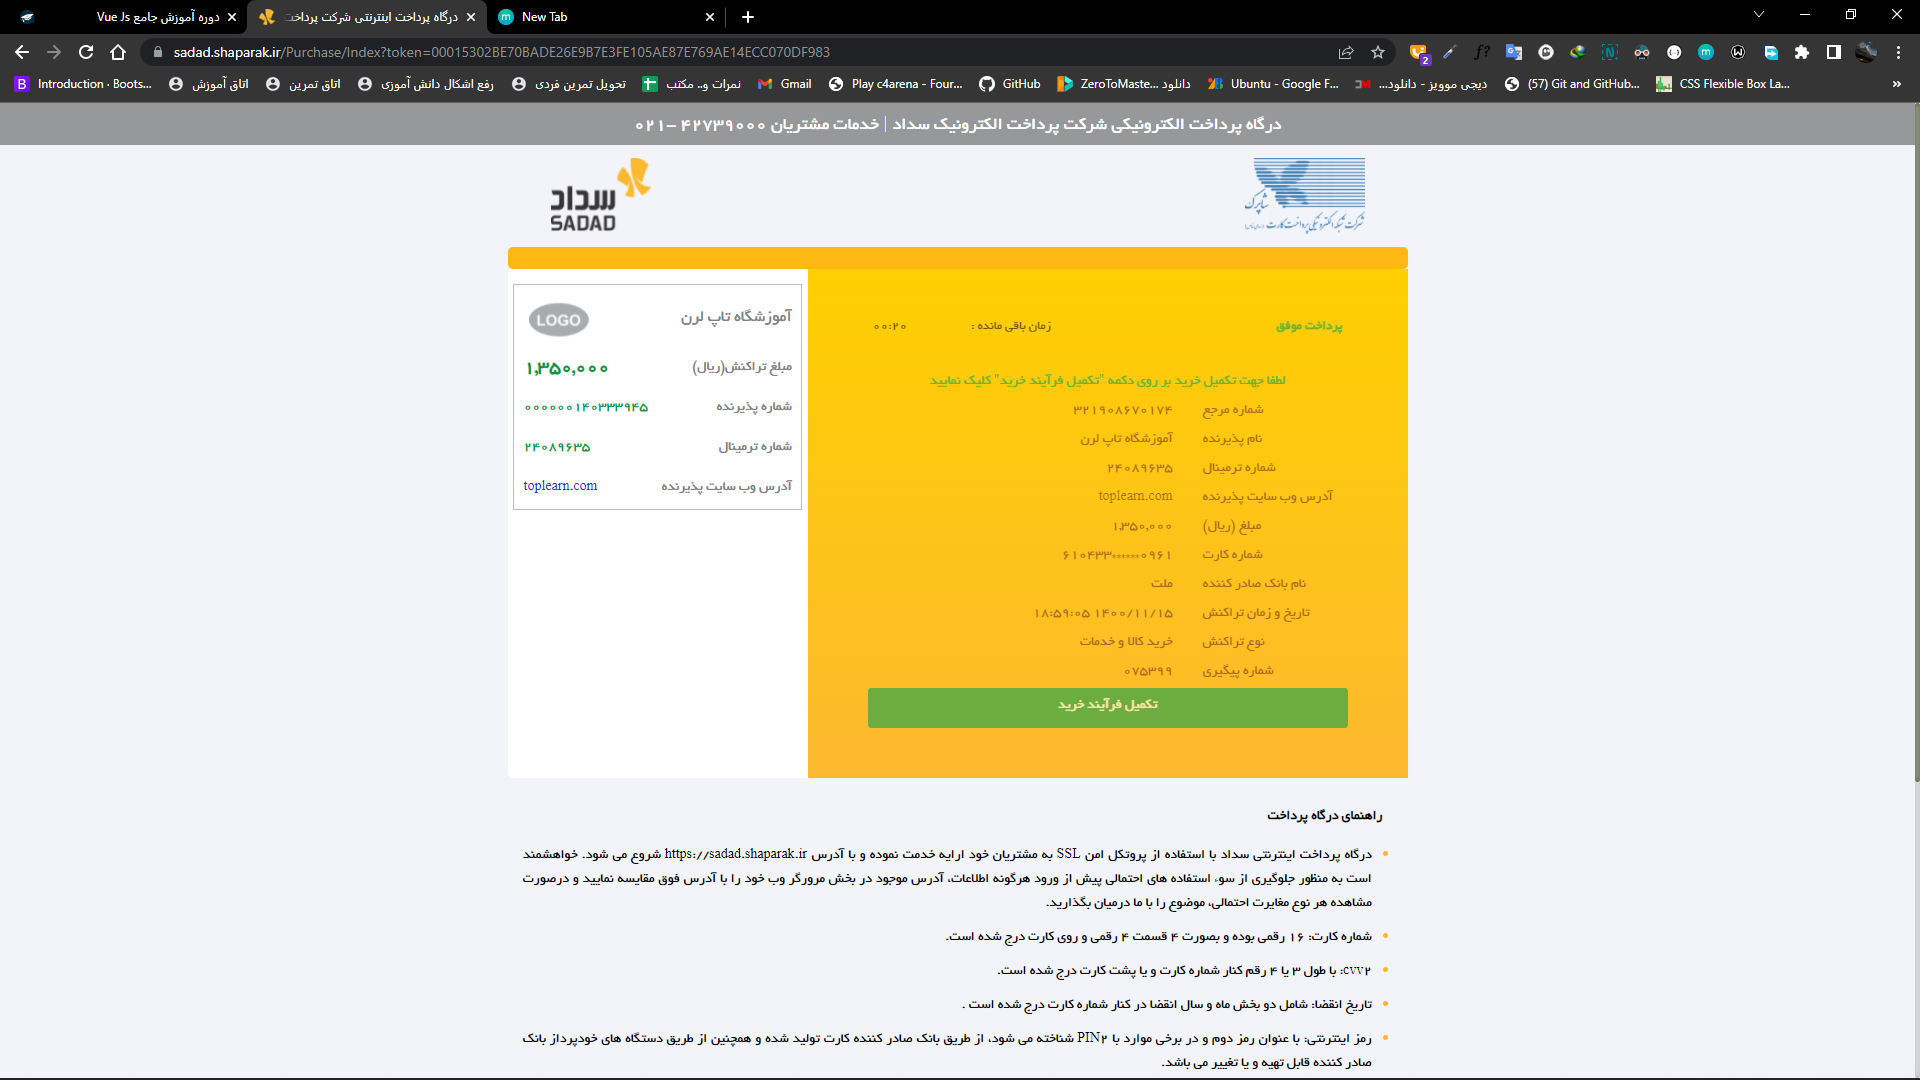 دوره آموزش جامع Vue Js
درگاه پرداخت اینترنتی شرکت پرداخت
New Tab
sadad.shaparak.ir/Purchase/Index?token=00015302BE70BADE26E9B7E3FE105AE87E769AE14ECC070DF983
Introduction · Boots...
اتاق آموزش
اتاق تمرین
رفع اشکال دانش آموزی
تحویل تمرین فردی
نمرات و.. مکتب
Gmail
Play c4arena - Four...
GitHub
ZeroToMaste... دانلود
Ubuntu - Google F...
دیجی موویز - دانلود...
(57) Git and GitHub...
CSS Flexible Box La...
درگاه پرداخت الکترونیکی شرکت پرداخت الکترونیک سداد | خدمات مشتریان ۴۲۷۳۹۰۰۰ -۰۲۱
سداد
SADAD
شاپرک
شرکت شبکه الکترونیکی پرداخت کارت
آموزشگاه تاپ لرن
LOGO
مبلغ تراکنش(ریال) ۱,۳۵۰,۰۰۰
شماره پذیرنده ۰۰۰۰۰۰۱۴۰۳۳۳۹۴۵
شماره ترمینال ۲۴۰۸۹۶۳۵
آدرس وب سایت پذیرنده toplearn.com
پرداخت موفق
زمان باقی مانده : ۰۰:۲۰
لطفا جهت تکمیل خرید بر روی دکمه "تکمیل فرآیند خرید" کلیک نمایید
شماره مرجع ۳۲۱۹۰۸۶۷۰۱۷۴
نام پذیرنده آموزشگاه تاپ لرن
شماره ترمینال ۲۴۰۸۹۶۳۵
آدرس وب سایت پذیرنده toplearn.com
مبلغ (ریال) ۱,۳۵۰,۰۰۰
شماره کارت ۶۱۰۴۳۳******۰۹۶۱
نام بانک صادر کننده ملت
تاریخ و زمان تراکنش ۱۴۰۰/۱۱/۱۵ ۱۸:۵۹:۰۵
نوع تراکنش خرید کالا و خدمات
شماره پیگیری ۰۷۵۳۹۹
تکمیل فرآیند خرید
راهنمای درگاه پرداخت
درگاه پرداخت اینترنتی سداد با استفاده از پروتکل امن SSL به مشتریان خود ارایه خدمت نموده و با آدرس https://sadad.shaparak.ir شروع می شود. خواهشمند
است به منظور جلوگیری از سوء استفاده های احتمالی پیش از ورود هرگونه اطلاعات، آدرس موجود در بخش مرورگر وب خود را با آدرس فوق مقایسه نمایید و درصورت
مشاهده هر نوع مغایرت احتمالی، موضوع را با ما درمیان بگذارید.
شماره کارت: ۱۶ رقمی بوده و بصورت ۴ قسمت ۴ رقمی و روی کارت درج شده است.
cvv۲: با طول ۳ یا ۴ رقم کنار شماره کارت و یا پشت کارت درج شده است.
تاریخ انقضا: شامل دو بخش ماه و سال انقضا در کنار شماره کارت درج شده است .
رمز اینترنتی: با عنوان رمز دوم و در برخی موارد با PIN۲ شناخته می شود، از طریق بانک صادر کننده کارت تولید شده و همچنین از طریق دستگاه های خودپرداز بانک
صادر کننده قابل تهیه و یا تغییر می باشد.